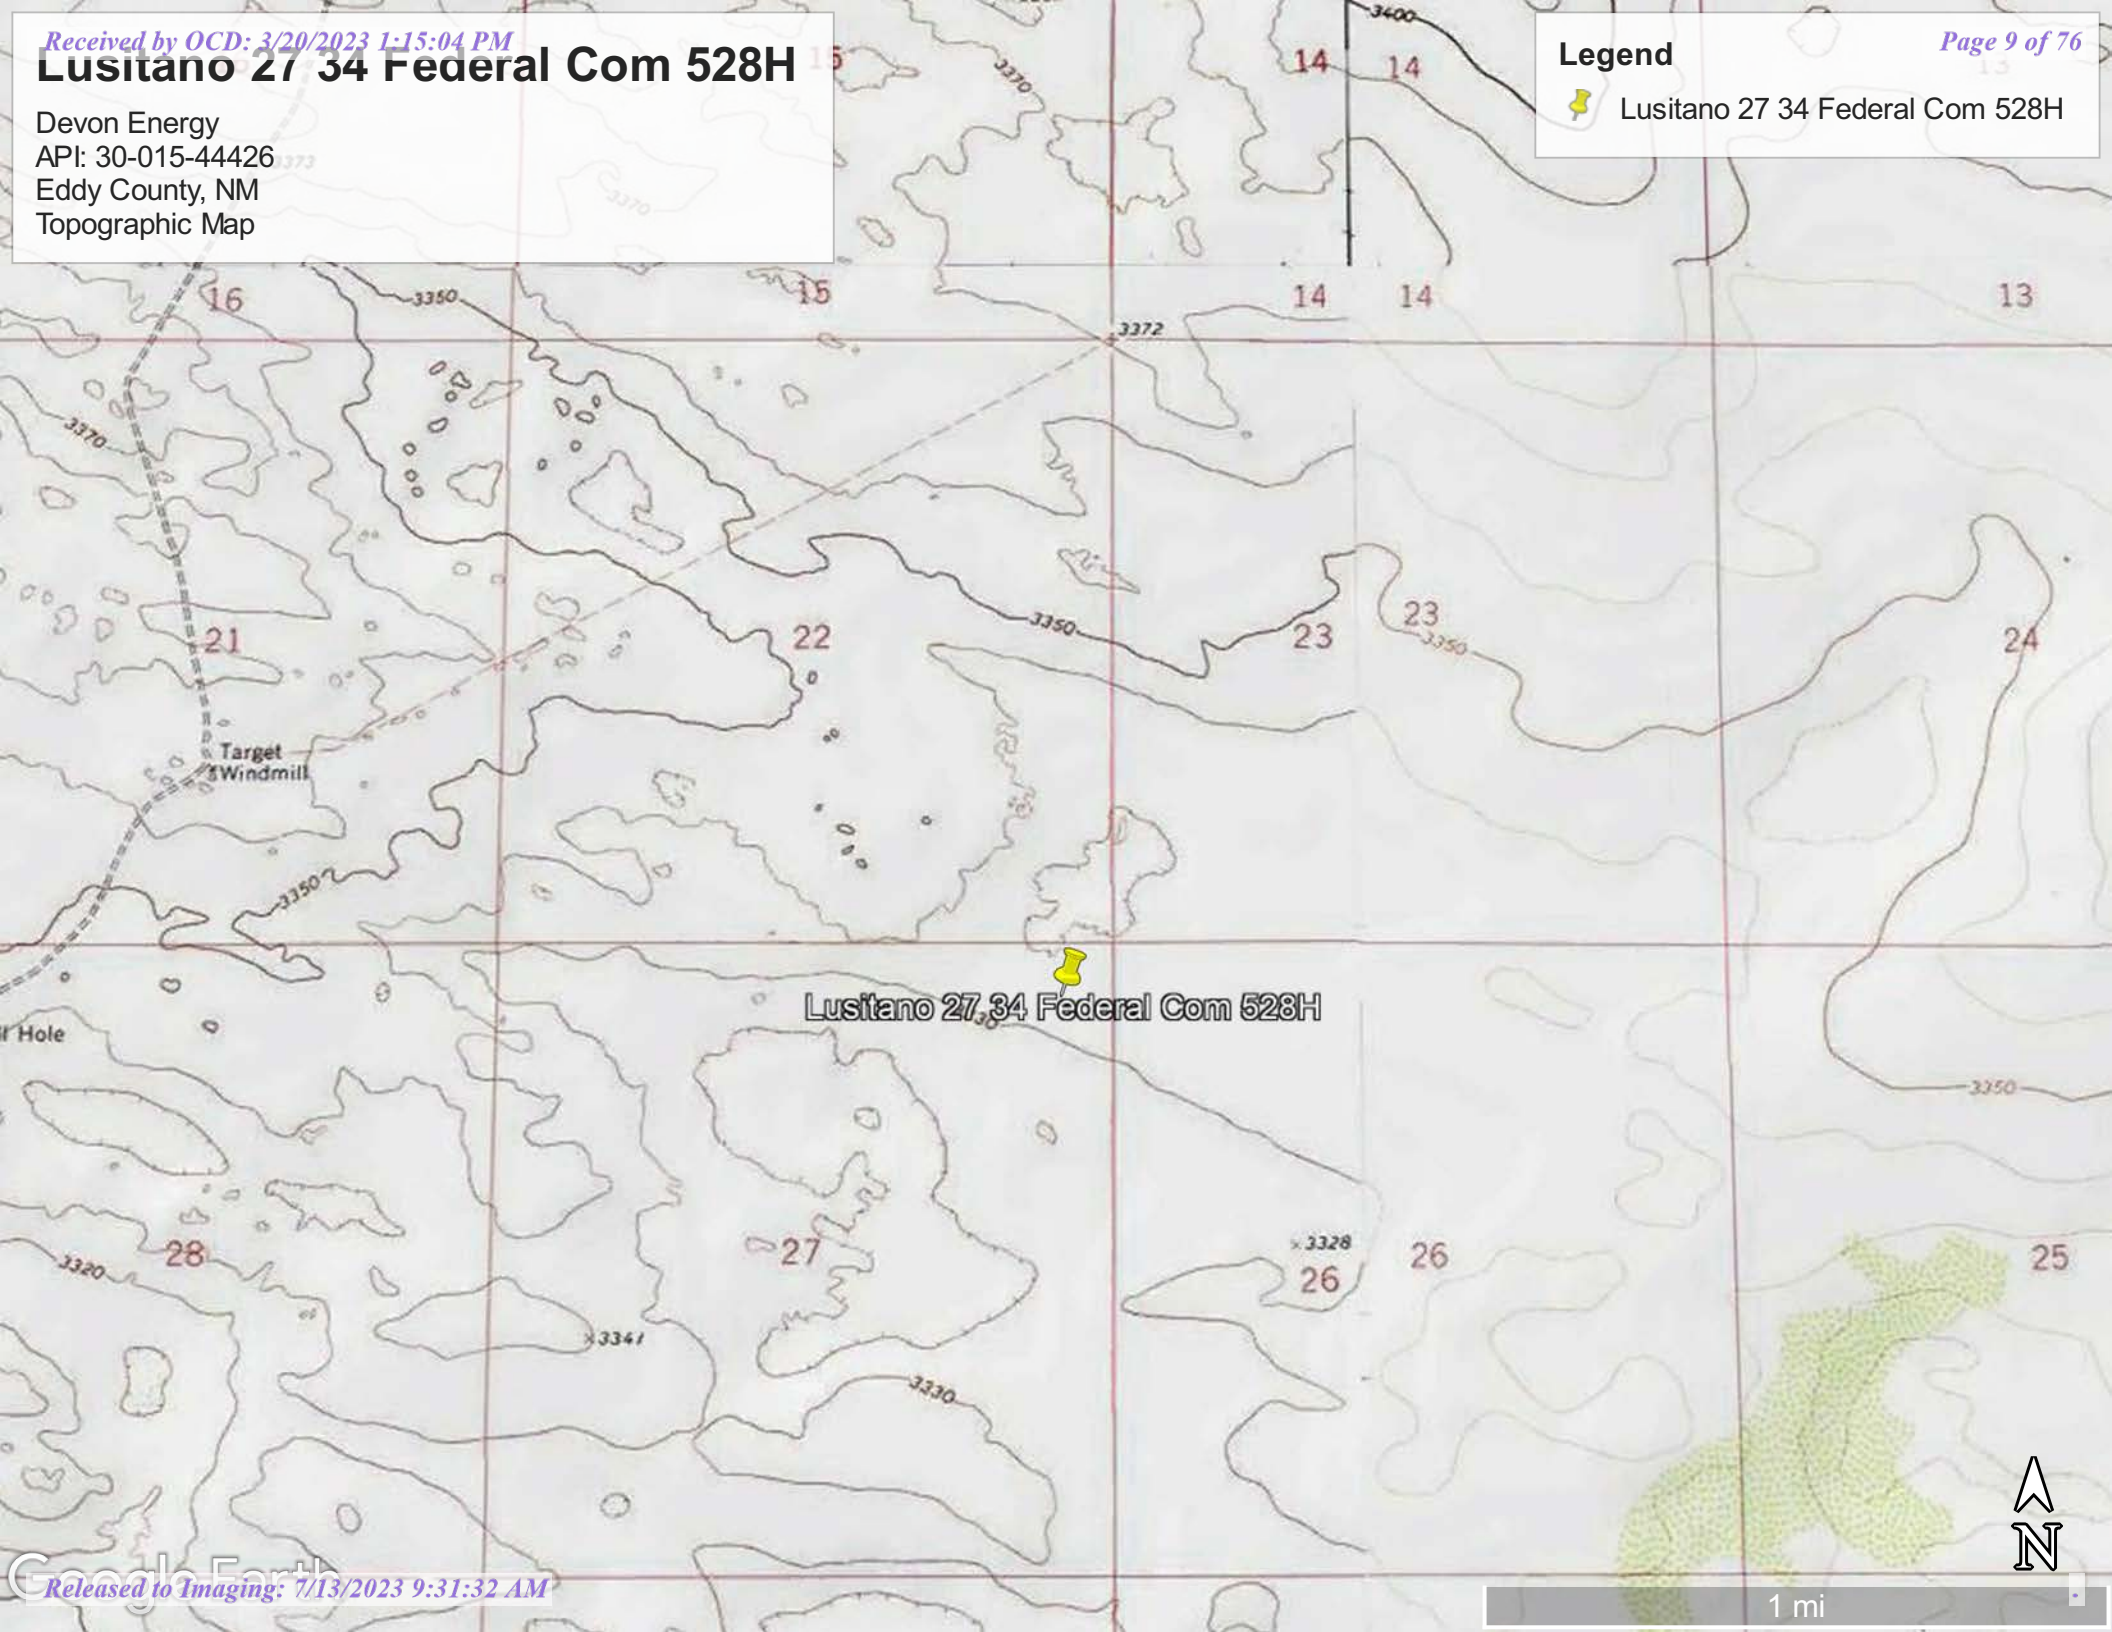 Received by OCD: 3/20/2023 1:15:04 PM
Page 9 of 76
Lusitano 27 34 Federal Com 528H
Devon Energy
API: 30-015-44426
Eddy County, NM
Topographic Map
Legend
Lusitano 27 34 Federal Com 528H
3400
15
14
14
13
3370
3373
3370
16
3350
15
14
14
13
3372
3370
21
22
3350
23
23
3350
24
Target
Windmill
3350
Lusitano 27 34 Federal Com 528H
Hole
3350
28
3320
27
3328
26
26
25
3341
3330
N
Google Earth
Released to Imaging: 7/13/2023 9:31:32 AM
1 mi